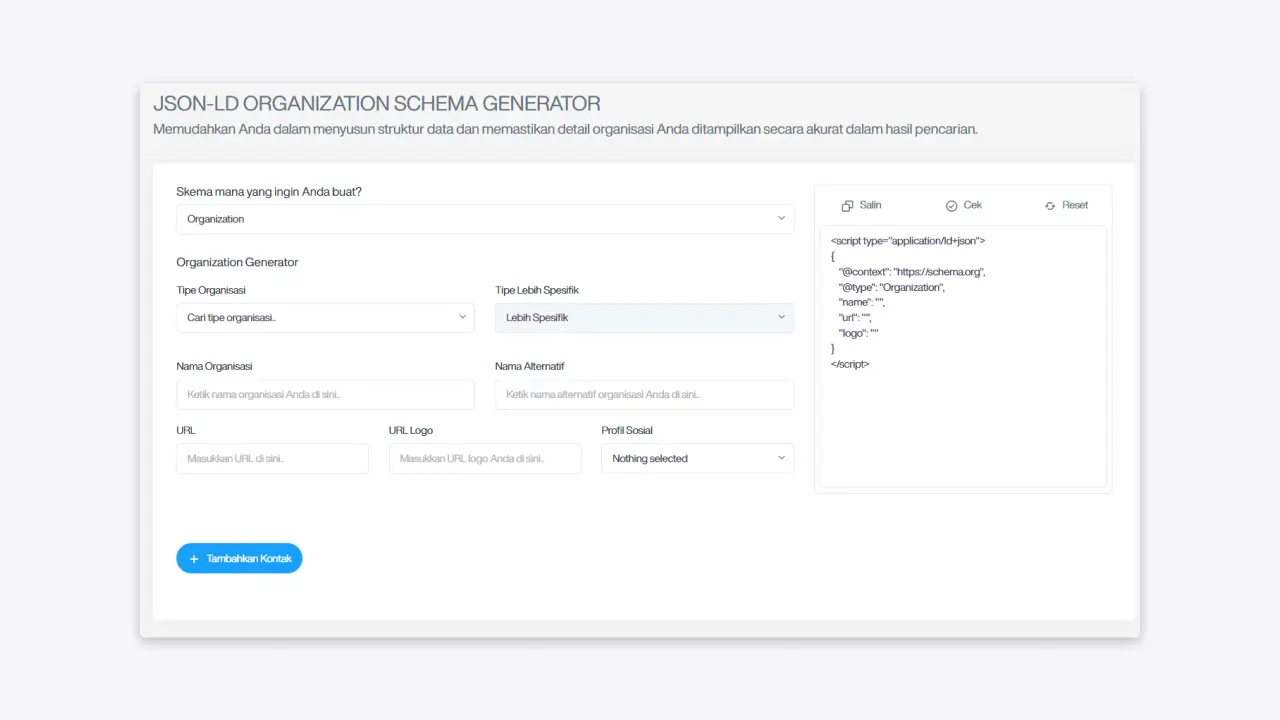 JSON-LD ORGANIZATION SCHEMA GENERATOR
Memudahkan Anda dalam menyusun struktur data dan memastikan detail organisasi Anda ditampilkan secara akurat dalam hasil pencarian.
Skema mana yang ingin Anda buat?
Organization
Organization Generator
Tipe Organisasi
Tipe Lebih Spesifik
Cari tipe organisasi..
Lebih Spesifik
Nama Organisasi
Nama Alternatif
Ketik nama organisasi Anda di sini..
Ketik nama alternatif organisasi Anda di sini..
URL
URL Logo
Profil Sosial
Masukkan URL di sini..
Masukkan URL logo Anda di sini..
Nothing selected
+ Tambahkan Kontak
Salin
Cek
Reset
<script type="application/ld+json">
{
"@context": "https://schema.org",
"@type": "Organization",
"name": "",
"url": "",
"logo": ""
}
</script>